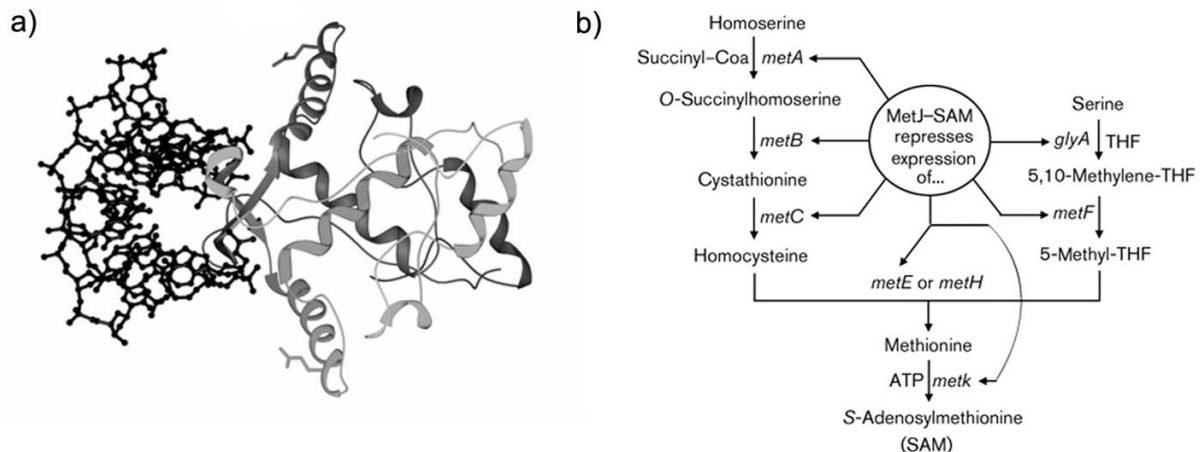 a)
b)
Homoserine
Succinyl–Coa metA
O-Succinylhomoserine
metB
Cystathionine
metC
Homocysteine
MetJ–SAM
represses
expression
of...
Serine
glyA THF
5,10-Methylene-THF
metF
5-Methyl-THF
metE or metH
Methionine
ATP metk
S-Adenosylmethionine
(SAM)